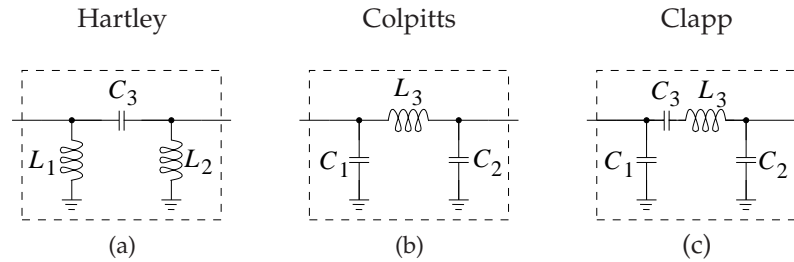 Hartley Colpitts Clapp
C3 L3 C3 L3
L1 L2 C1 C2 C1 C2
(a) (b) (c)